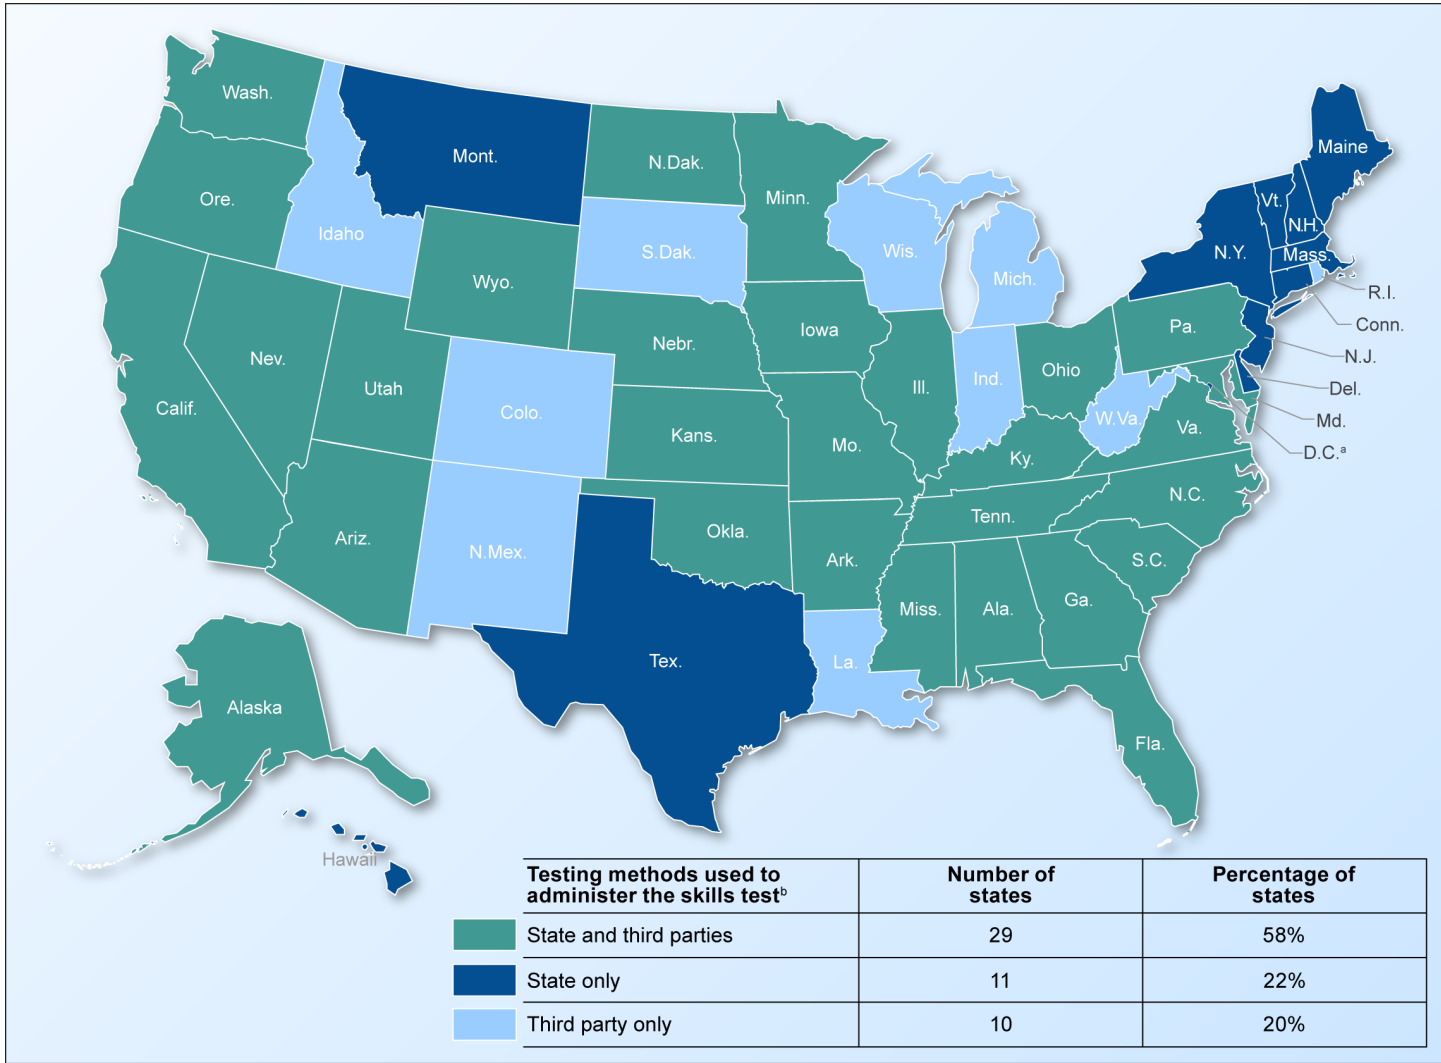 Wash.
Mont.
N.Dak.
Minn.
Maine
Ore.
Idaho
S.Dak.
Wis.
Mich.
Vt.
N.H.
N.Y.
Mass.
R.I.
Conn.
N.J.
Del.
Md.
D.C.ª
Wyo.
Nev.
Utah
Calif.
Colo.
Nebr.
Iowa
Ill.
Ind.
Ohio
Pa.
W.Va.
Va.
Kans.
Mo.
Ky.
N.C.
Tenn.
S.C.
Ariz.
N.Mex.
Okla.
Ark.
Miss.
Ala.
Ga.
Tex.
La.
Fla.
Alaska
Hawaii
Testing methods used to administer the skills testᵇ Number of states Percentage of states
State and third parties 29 58%
State only 11 22%
Third party only 10 20%